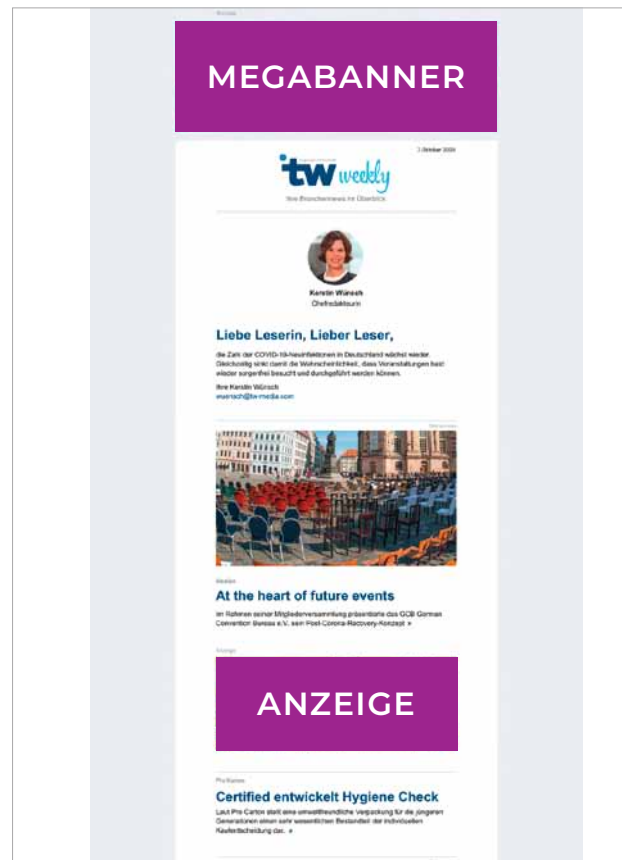 MEGABANNER
tw weekly
Ihre Branchennews im Überblick
Kerstin Wünsch
Chefredakteurin
Liebe Leserin, Lieber Leser,
die Zahl der COVID-19-Neuinfektionen in Deutschland wächst wieder.
Gleichzeitig sinkt damit die Wahrscheinlichkeit, dass Veranstaltungen bald
wieder sorgenfrei besucht und durchgeführt werden können.
Ihre Kerstin Wünsch
wuensch@tw-media.com
Medien
At the heart of future events
Im Rahmen seiner Mitgliederversammlung präsentierte das GCB German
Convention Bureau e.V. sein Post-Corona-Recovery-Konzept »
Anzeige
ANZEIGE
Pro Carton
Certified entwickelt Hygiene Check
Laut Pro Carton stellt eine umweltfreundliche Verpackung für die jüngeren
Generationen einen sehr wesentlichen Bestandteil der individuellen
Kaufentscheidung dar. »